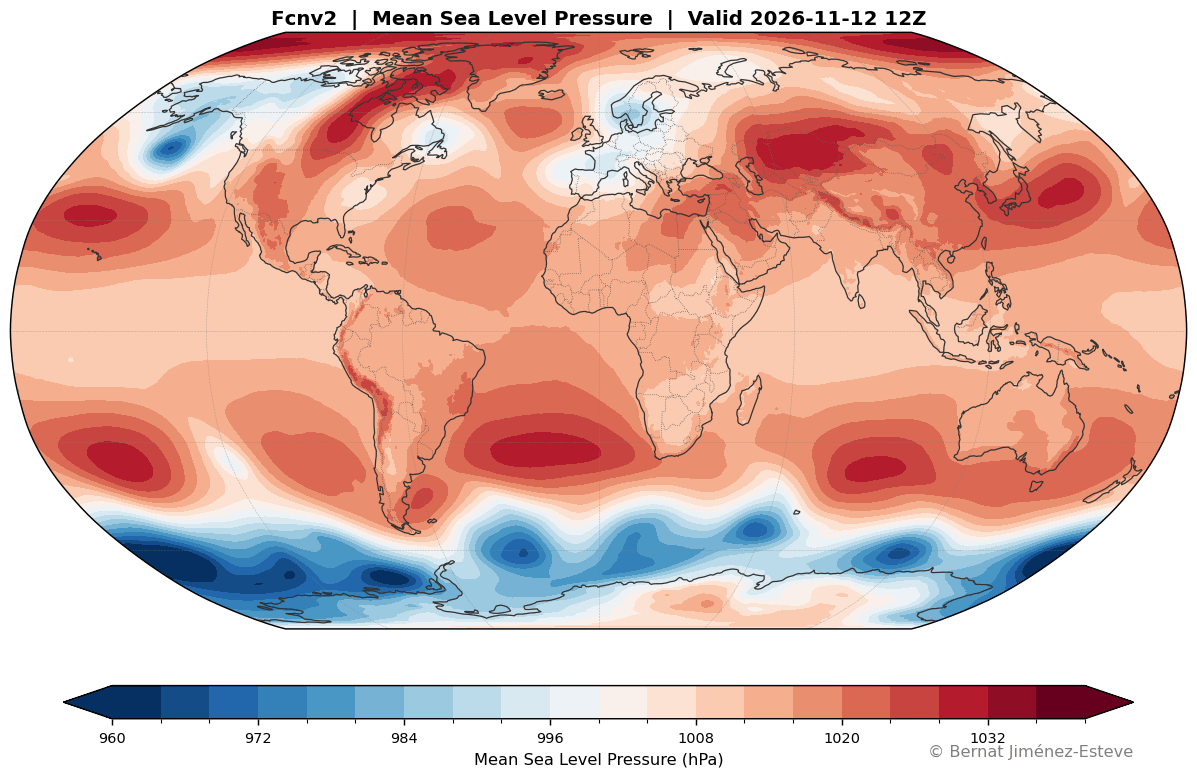 Fcnv2 | Mean Sea Level Pressure | Valid 2026-11-12 12Z
960 972 984 996 1008 1020 1032
Mean Sea Level Pressure (hPa)
© Bernat Jiménez-Esteve